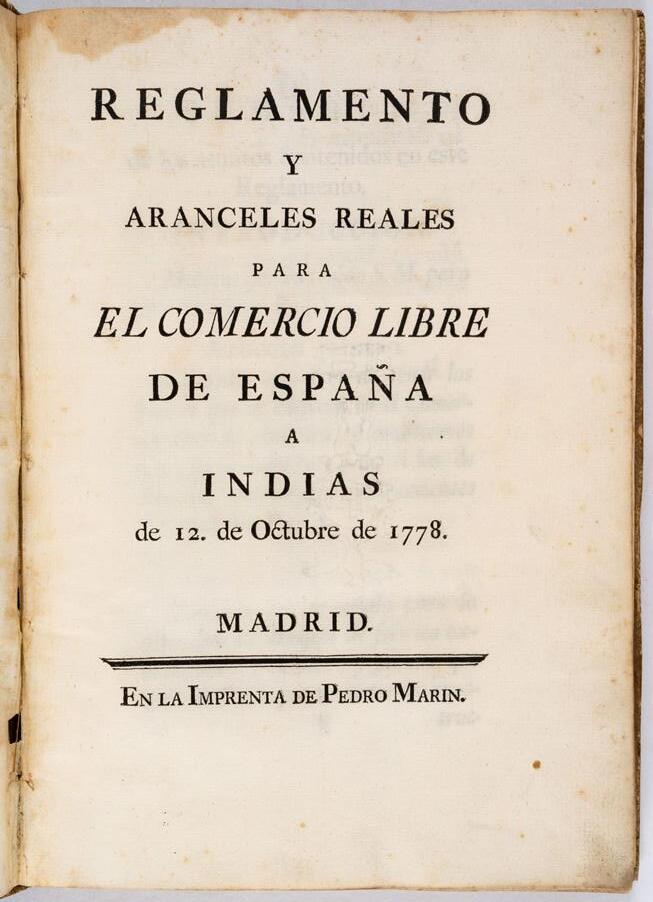 REGLAMENTO
Y
ARANCELES REALES
PARA
EL COMERCIO LIBRE
DE ESPAÑA
A
INDIAS
de 12. de Octubre de 1778.
MADRID.
EN LA IMPRENTA DE PEDRO MARIN.